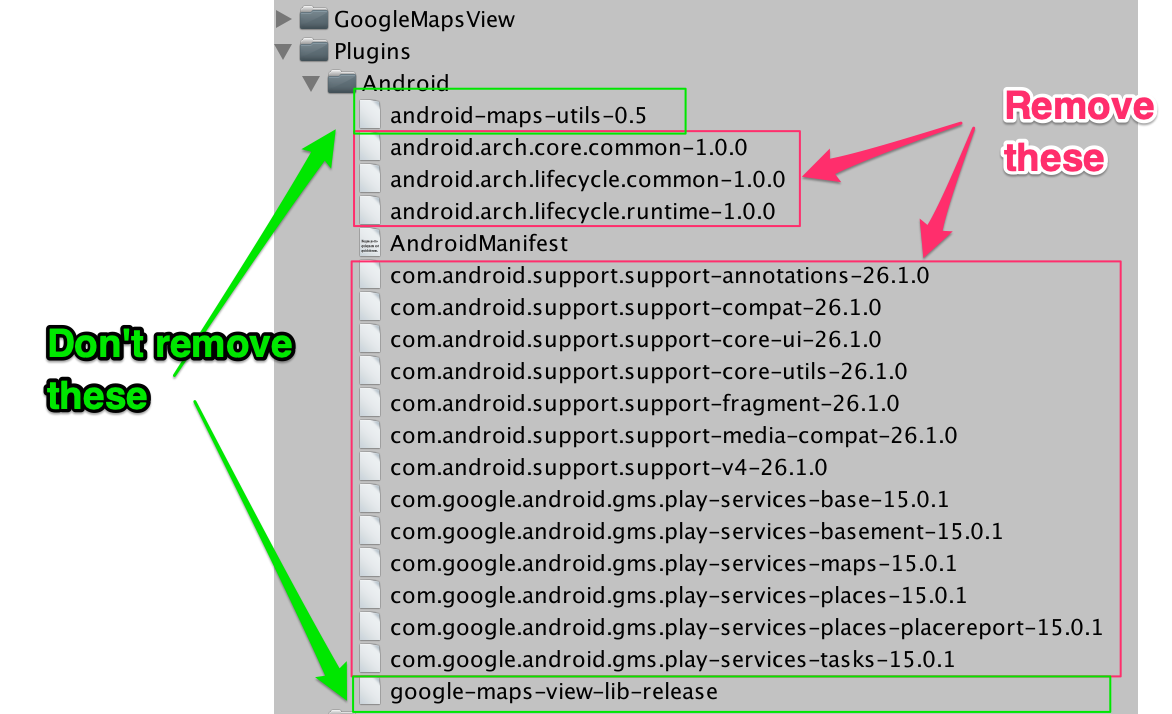 GoogleMapsView
Plugins
Android
android-maps-utils-0.5
android.arch.core.common-1.0.0
android.arch.lifecycle.common-1.0.0
android.arch.lifecycle.runtime-1.0.0
AndroidManifest
com.android.support.support-annotations-26.1.0
com.android.support.support-compat-26.1.0
com.android.support.support-core-ui-26.1.0
com.android.support.support-core-utils-26.1.0
com.android.support.support-fragment-26.1.0
com.android.support.support-media-compat-26.1.0
com.android.support.support-v4-26.1.0
com.google.android.gms.play-services-base-15.0.1
com.google.android.gms.play-services-basement-15.0.1
com.google.android.gms.play-services-maps-15.0.1
com.google.android.gms.play-services-places-15.0.1
com.google.android.gms.play-services-places-placereport-15.0.1
com.google.android.gms.play-services-tasks-15.0.1
google-maps-view-lib-release
Remove
these
Don't remove
these